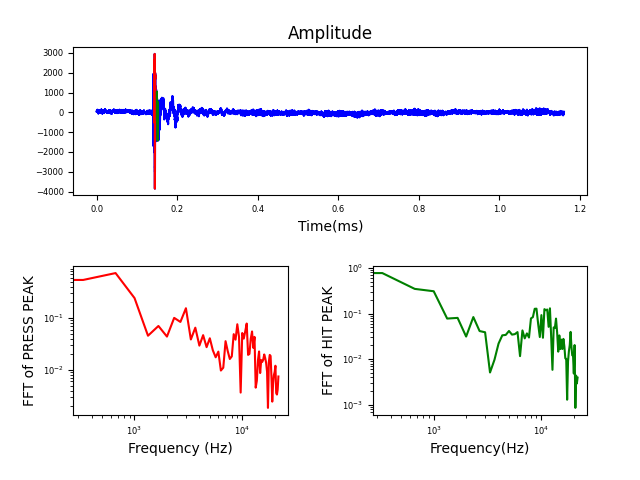 Amplitude
3000
2000
1000
0
−1000
−2000
−3000
−4000
0.0 0.2 0.4 0.6 0.8 1.0 1.2
Time(ms)
FFT of PRESS PEAK
10⁻¹
10⁻²
10³ 10⁴
Frequency (Hz)
FFT of HIT PEAK
10⁰
10⁻¹
10⁻²
10⁻³
10³ 10⁴
Frequency(Hz)